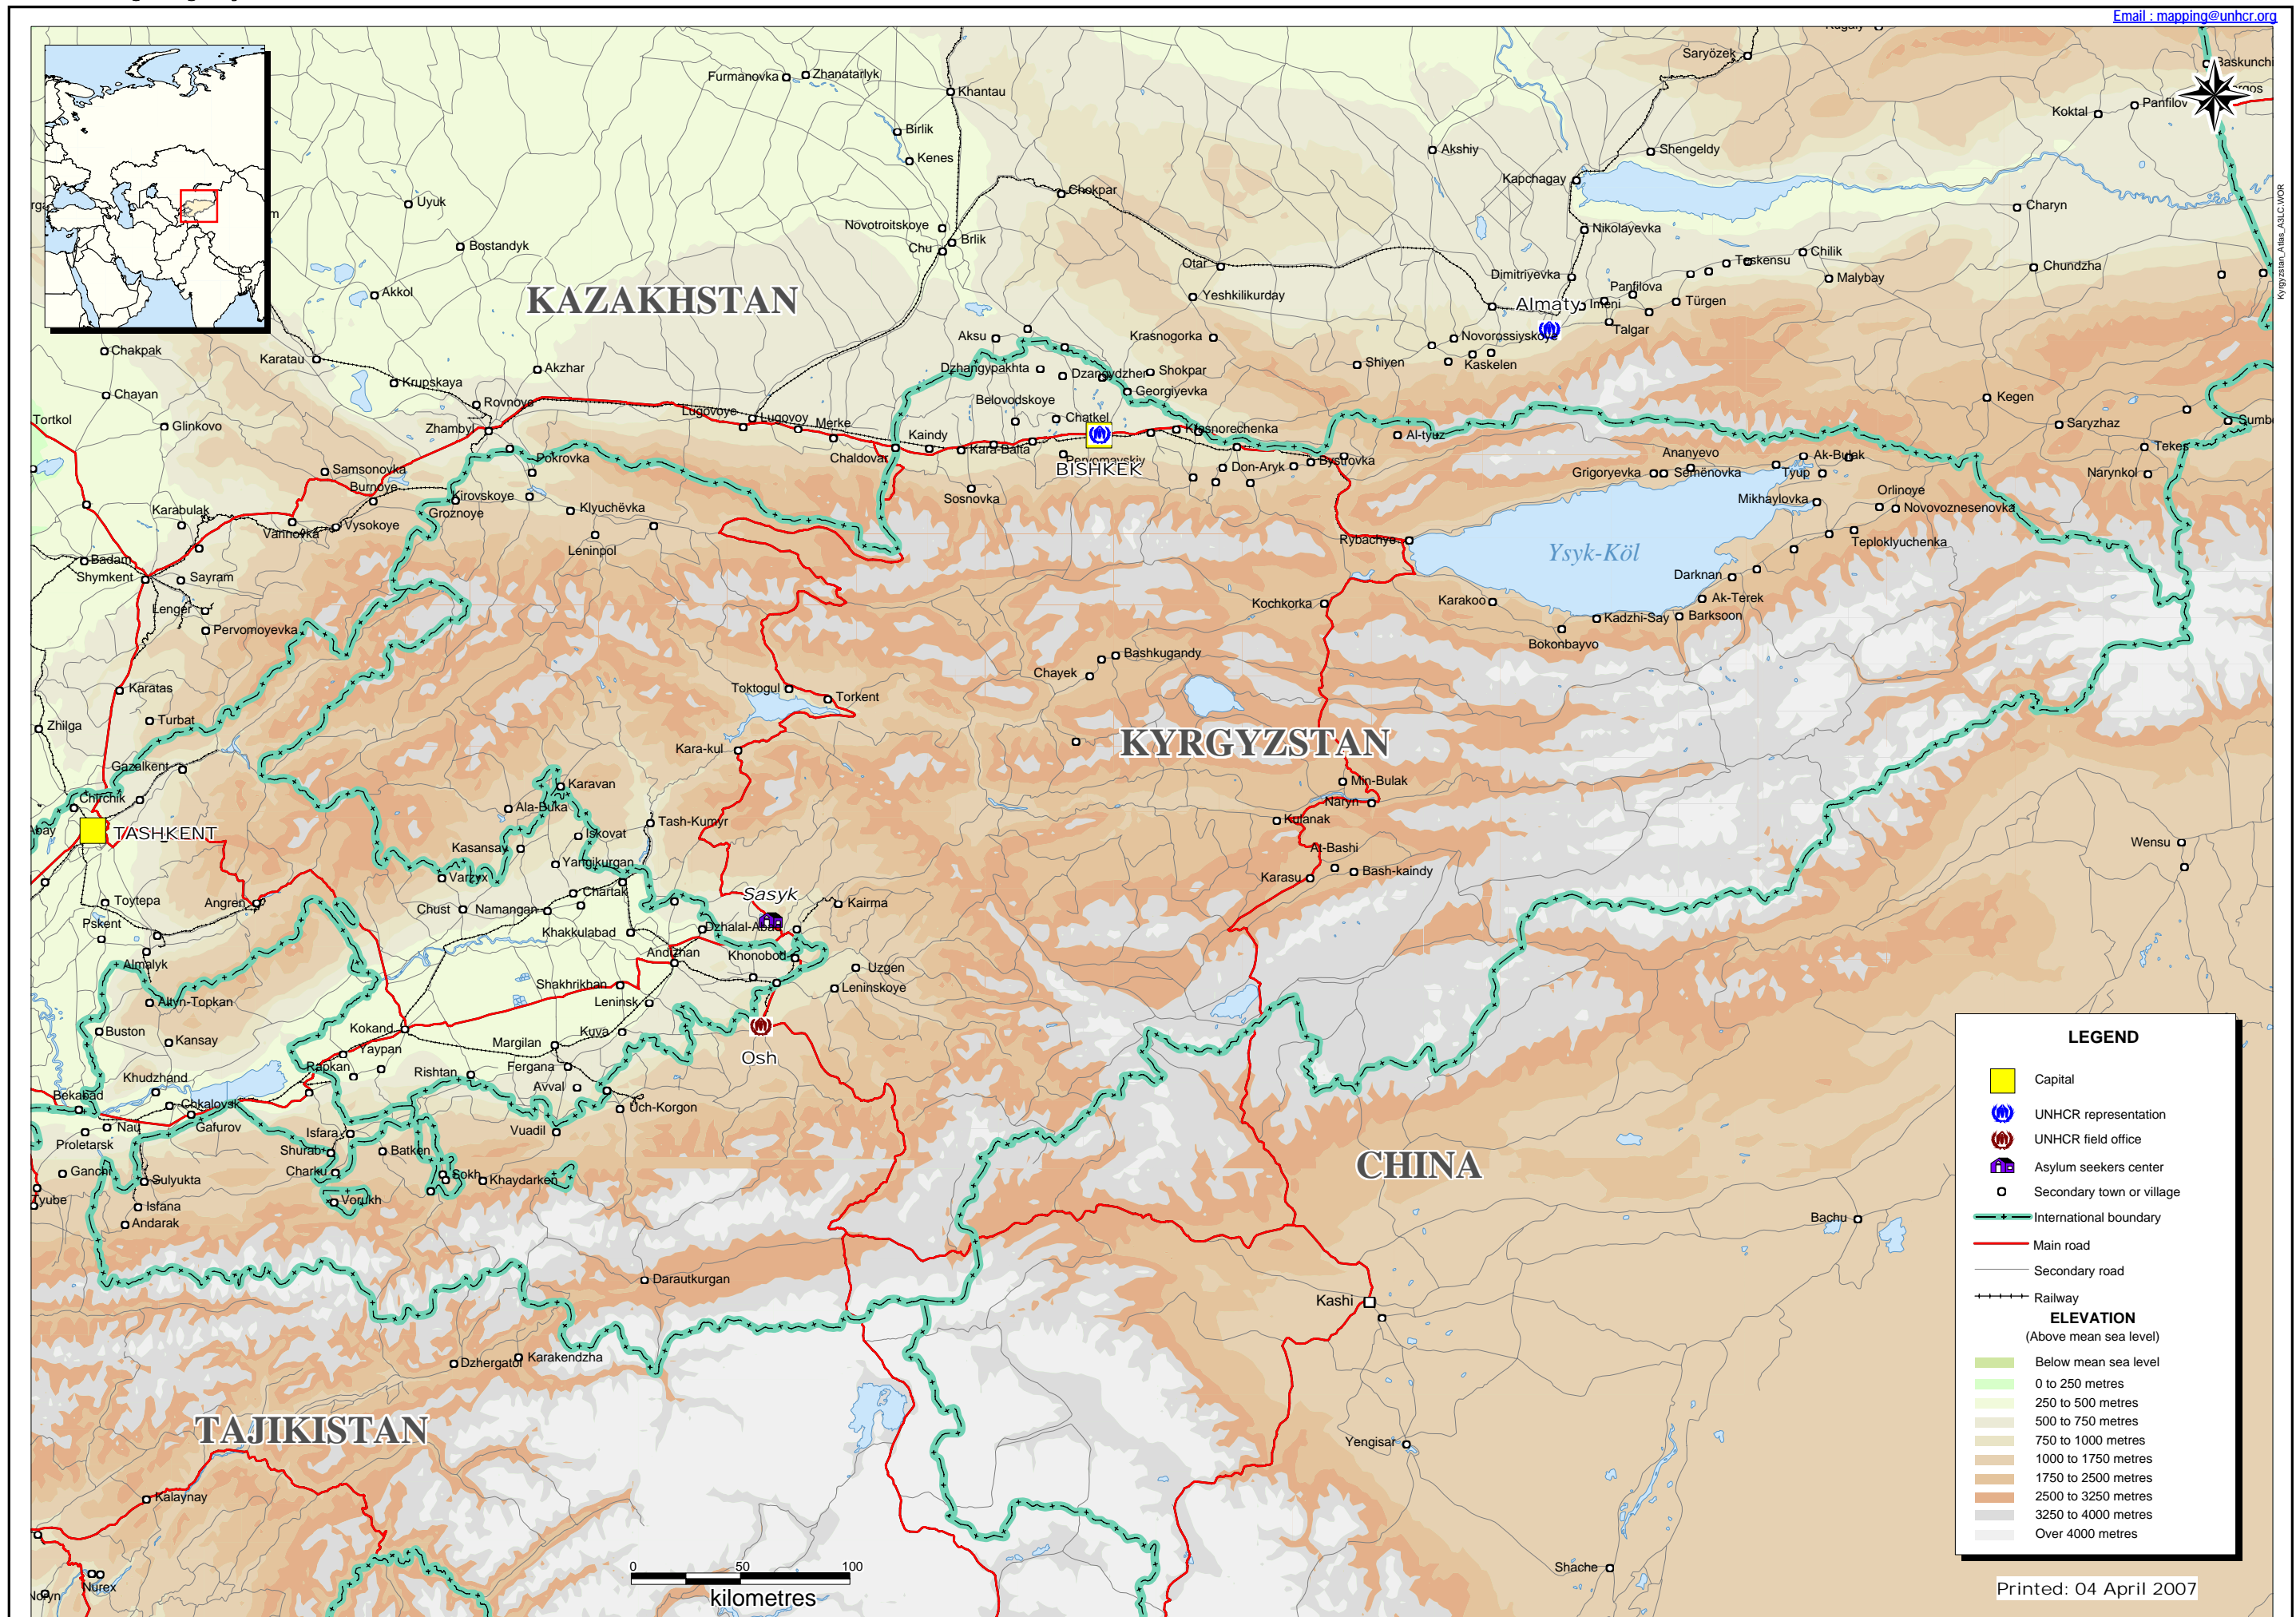 Email : mapping@unhcr.org
Saryözek
Baskunchi
Furmanovka
Zhanatarlyk
Khantau
Koktal
Panfilov
Birlik
Kenes
Akshiy
Shengeldy
Kapchagay
Chokpar
Uyuk
Charyn
Novotroitskoye
Brlik
Chu
Nikolayevka
Bostandyk
Otar
Dimitriyevka
Teskensu
Chilik
Malybay
Chundzha
Akkol
KAZAKHSTAN
Yeshkilikurday
Almaty
Imeni
Panfilova
Türgen
Talgar
Chakpak
Karatau
Aksu
Krasnogorka
Novorossiyskoye
Kaskelen
Shiyen
Krupskaya
Akzhar
Dzhangypakhta
Dzangydzher
Shokpar
Georgiyevka
Chayan
Rovnoye
Belovodskoye
Chatkel
Kegen
Tortkol
Glinkovo
Zhambyl
Lugovoye
Lugovoy
Merke
Kaindy
Krasnorechenka
Al-tyuz
Saryzhaz
Sumbe
Chaldovar
Kara-Balta
BISHKEK
Pervomayskiy
Don-Aryk
Bystrovka
Ananyevo
Ak-Bulak
Tekes
Samsonovka
Pokrovka
Grigoryevka
Semënovka
Tyup
Narynkol
Burnoye
Kirovskoye
Sosnovka
Mikhaylovka
Orlinoye
Novovoznesenovka
Karabulak
Vannovka
Vysokoye
Groznoye
Klyuchëvka
Leninpol
Rybachye
Ysyk-Köl
Teploklyuchenka
Badam
Shymkent
Sayram
Darknan
Lenger
Kochkorka
Karakoo
Ak-Terek
Kadzhi-Say
Barksoon
Pervomoyevka
Bokonbayvo
Bashkugandy
Chayek
Karatas
Toktogul
Torkent
Turbat
Zhilga
Kara-kul
KYRGYZSTAN
Gazalkent
Karavan
Min-Bulak
Chirchik
Ala-Buka
Naryn
Abay
TASHKENT
Tash-Kumyr
Kulanak
Iskovat
Kasansay
At-Bashi
Wensu
Yangikurgan
Varzyx
Karasu
Bash-kaindy
Toytepa
Angren
Chartak
Sasyk
Kairma
Chust
Namangan
Pskent
Khakkulabad
Dzhalal-Abad
Andizhan
Khonobod
Almalyk
Uzgen
Shakhrikhan
Leninskoye
Altyn-Topkan
Leninsk
Buston
Kokand
Kuva
Kansay
Margilan
Osh
Yaypan
Rapkan
Rishtan
Fergana
Khudzhand
Avval
Bekabad
Chkalovsk
Uch-Korgon
Nau
Gafurov
Isfara
Vuadil
Proletarsk
Shurab
Batken
Ganchi
Charku
Sokh
Khaydarken
Sulyukta
Vorukh
Isfana
Andarak
CHINA
Bachu
Darautkurgan
Kashi
Dzhergatol
Karakendzha
TAJIKISTAN
Yengisar
Kalaynay
Shache
Nurex
0 50 100
kilometres
LEGEND
Capital
UNHCR representation
UNHCR field office
Asylum seekers center
Secondary town or village
International boundary
Main road
Secondary road
Railway
ELEVATION
(Above mean sea level)
Below mean sea level
0 to 250 metres
250 to 500 metres
500 to 750 metres
750 to 1000 metres
1000 to 1750 metres
1750 to 2500 metres
2500 to 3250 metres
3250 to 4000 metres
Over 4000 metres
Printed: 04 April 2007
Kyrgyzstan_Atlas_A3LC.WOR